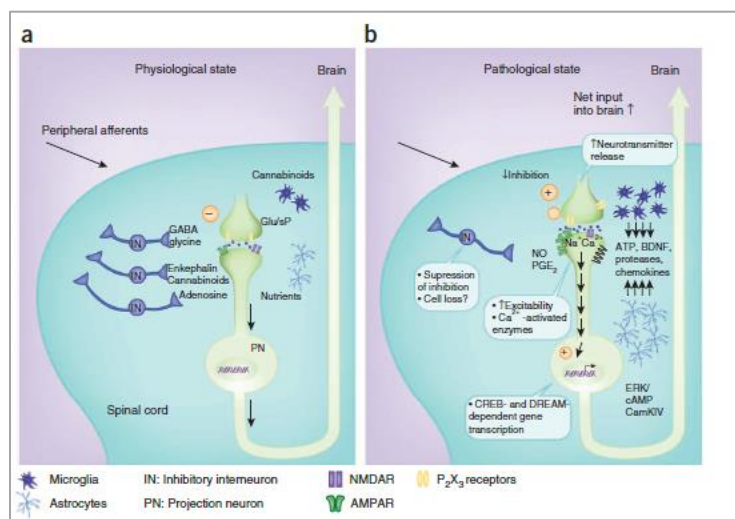 a
Physiological state
Brain
Peripheral afferents
Cannabinoids
Glu/sP
GABA
glycine
IN
Enkephalin
Cannabinoids
IN
Adenosine
IN
Nutrients
PN
Spinal cord
b
Pathological state
Brain
Net input
into brain ↑
↑Neurotransmitter
release
↓Inhibition
+
IN
Na Ca
NO
PGE2
ATP, BDNF,
proteases,
chemokines
• Supression
of inhibition
• Cell loss?
• ↑Excitability
• Ca2+ -activated
enzymes
+
• CREB- and DREAM-
dependent gene
transcription
ERK/
cAMP
CamKIV
Microglia
IN: Inhibitory interneuron
NMDAR
P2X3 receptors
Astrocytes
PN: Projection neuron
AMPAR